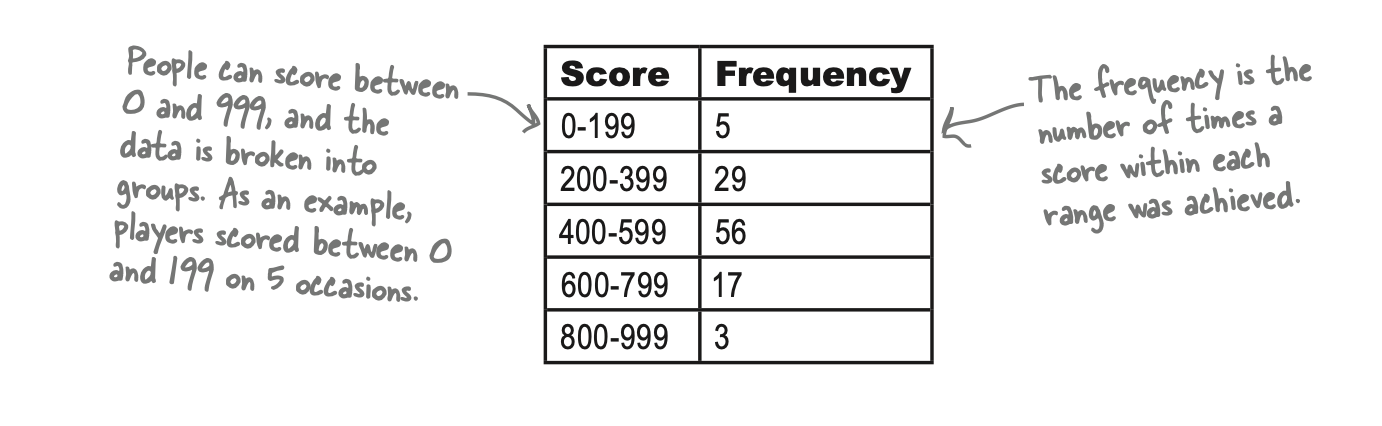 People can score between
0 and 999, and the
data is broken into
groups. As an example,
players scored between 0
and 199 on 5 occasions.
Score Frequency
0-199 5
200-399 29
400-599 56
600-799 17
800-999 3
The frequency is the
number of times a
score within each
range was achieved.